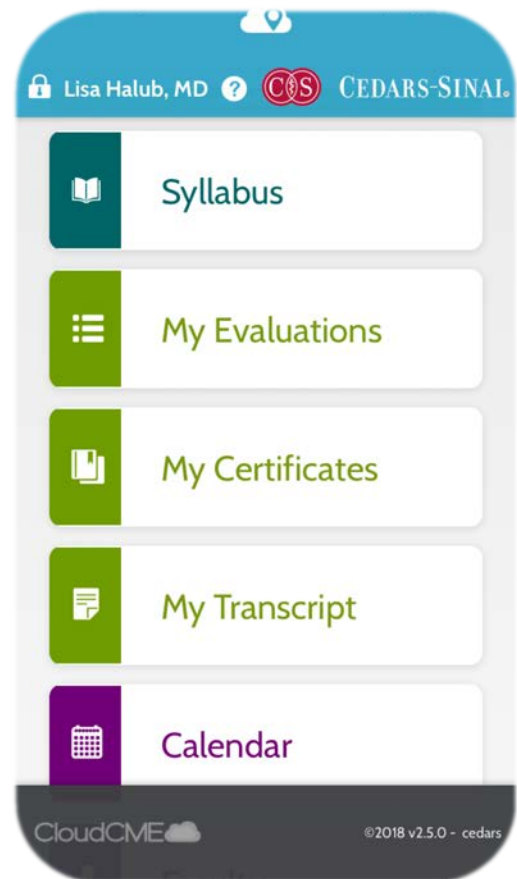 Lisa Halub, MD ? CS CEDARS-SINAI®
Syllabus
My Evaluations
My Certificates
My Transcript
Calendar
CloudCME ©2018 v2.5.0 - cedars